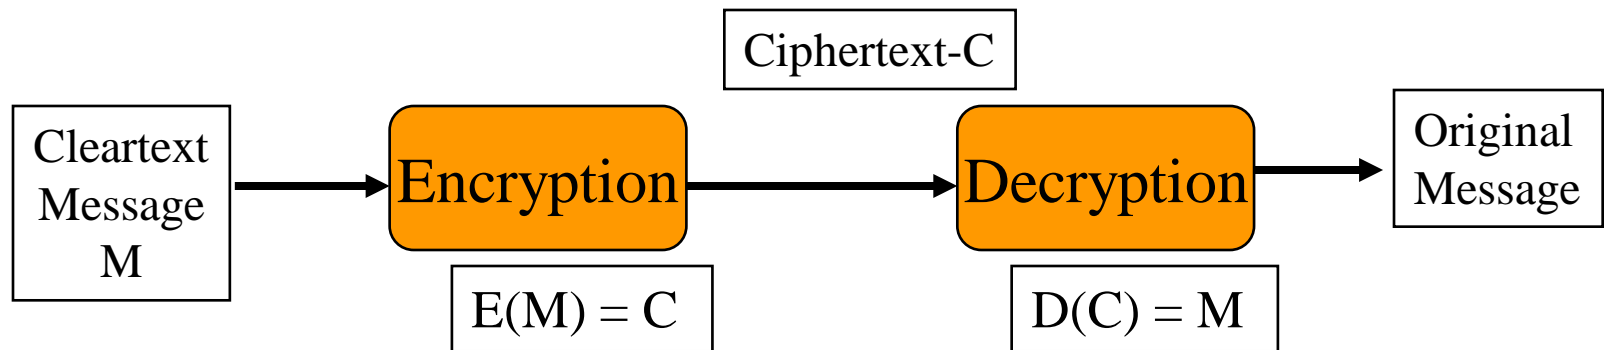 Ciphertext-C
Cleartext
Message
M
Encryption
Decryption
Original
Message
E(M) = C
D(C) = M